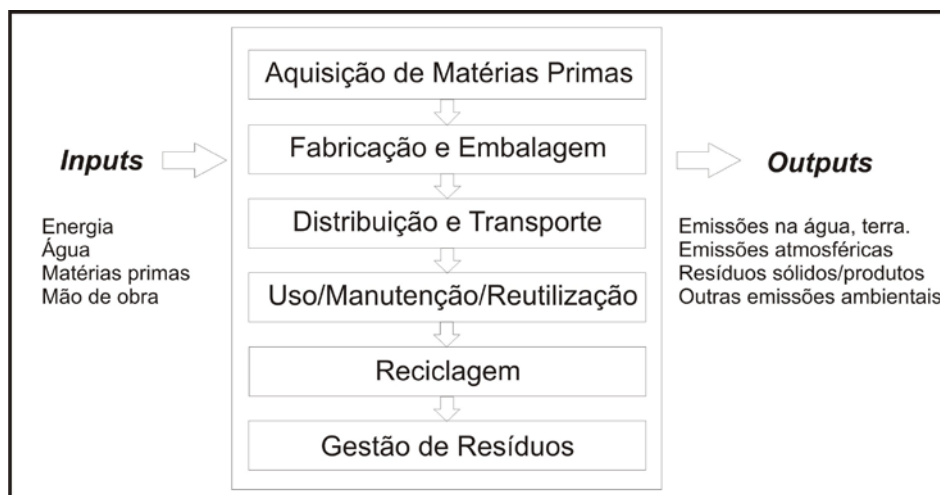 Aquisição de Matérias Primas
Fabricação e Embalagem
Distribuição e Transporte
Uso/Manutenção/Reutilização
Reciclagem
Gestão de Resíduos
Inputs
Energia
Água
Matérias primas
Mão de obra
Outputs
Emissões na água, terra.
Emissões atmosféricas
Resíduos sólidos/produtos
Outras emissões ambientais